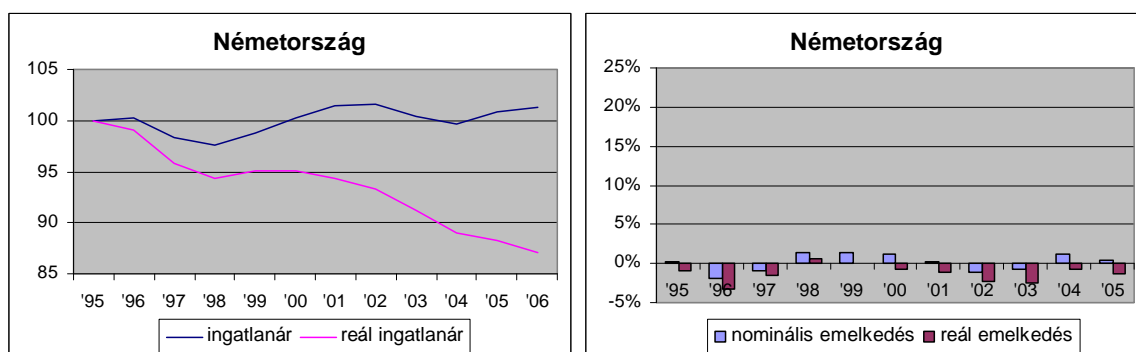 Németország
105
100
95
90
85
'95 '96 '97 '98 '99 '00 '01 '02 '03 '04 '05 '06
ingatlanár reál ingatlanár
Németország
25%
20%
15%
10%
5%
0%
-5%
'95 '96 '97 '98 '99 '00 '01 '02 '03 '04 '05
nominális emelkedés reál emelkedés